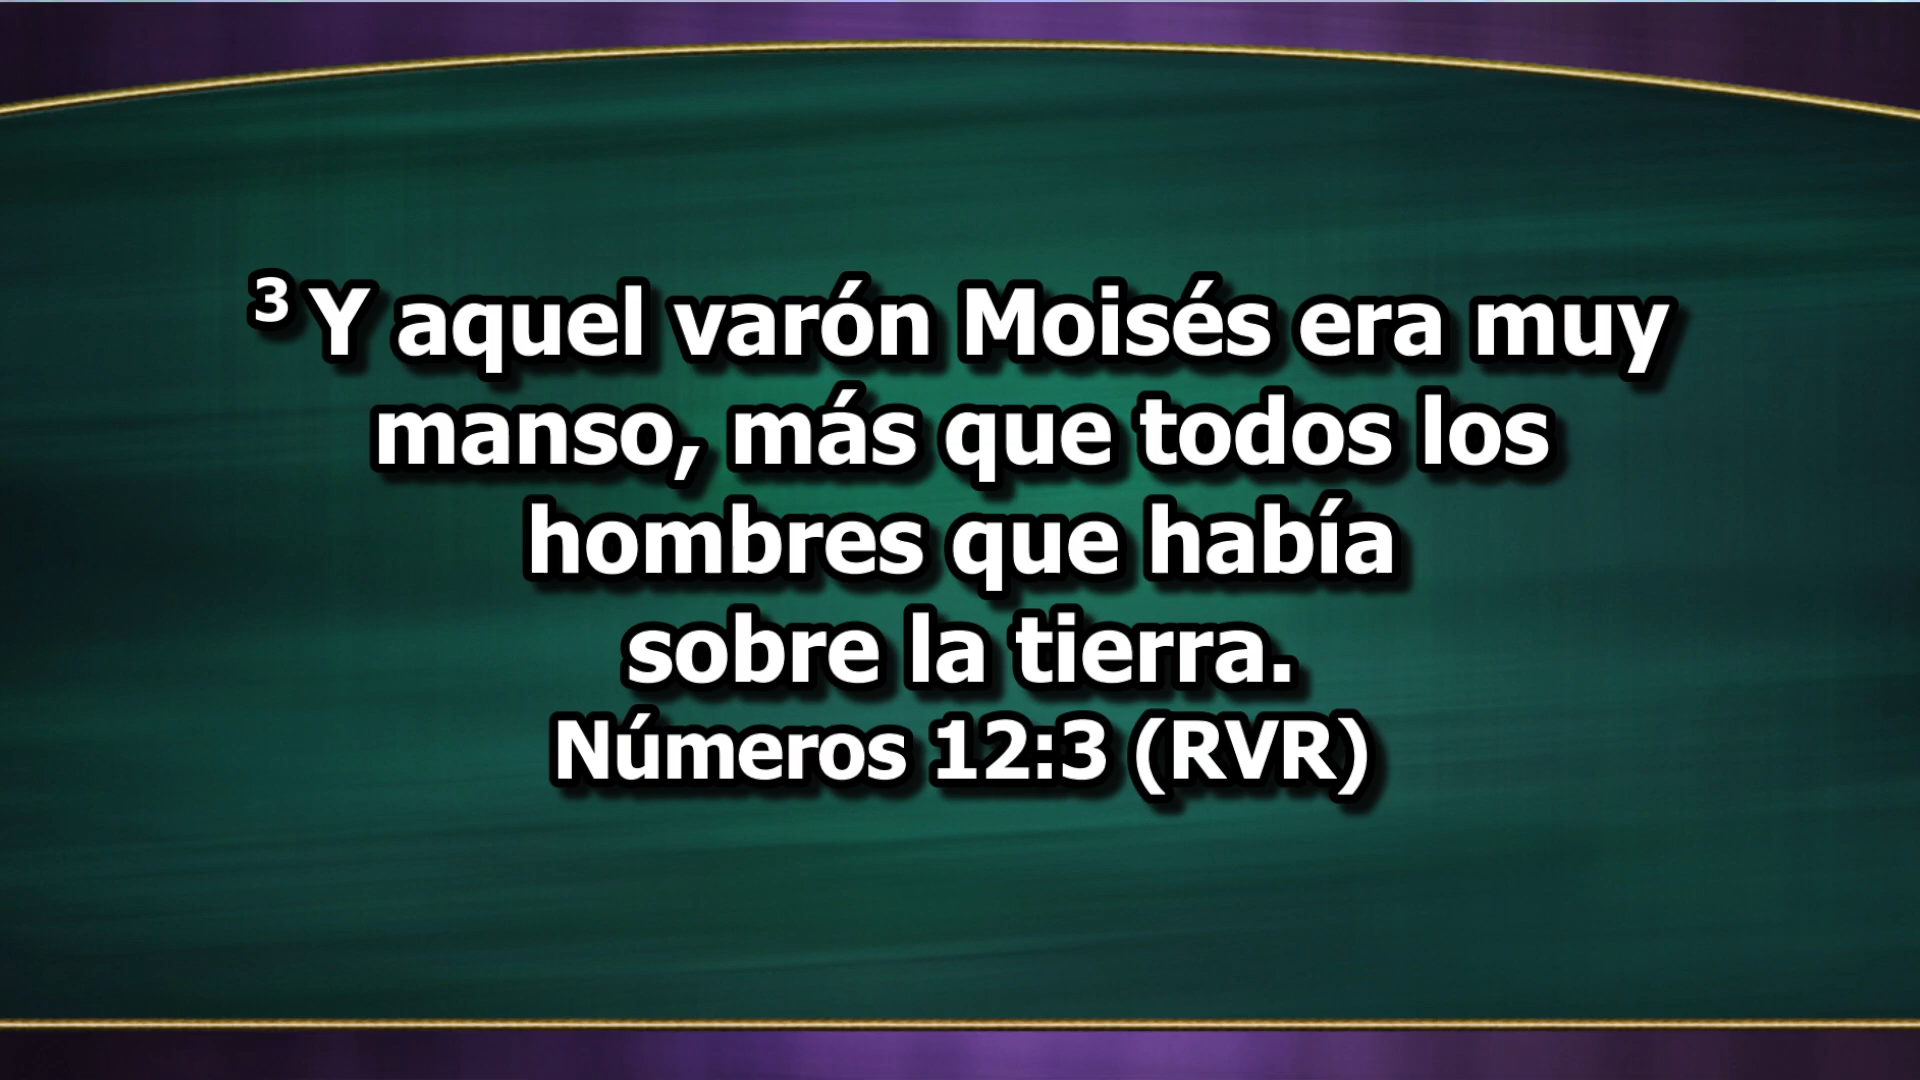 3 Y aquel varón Moisés era muy
manso, más que todos los
hombres que había
sobre la tierra.
Números 12:3 (RVR)